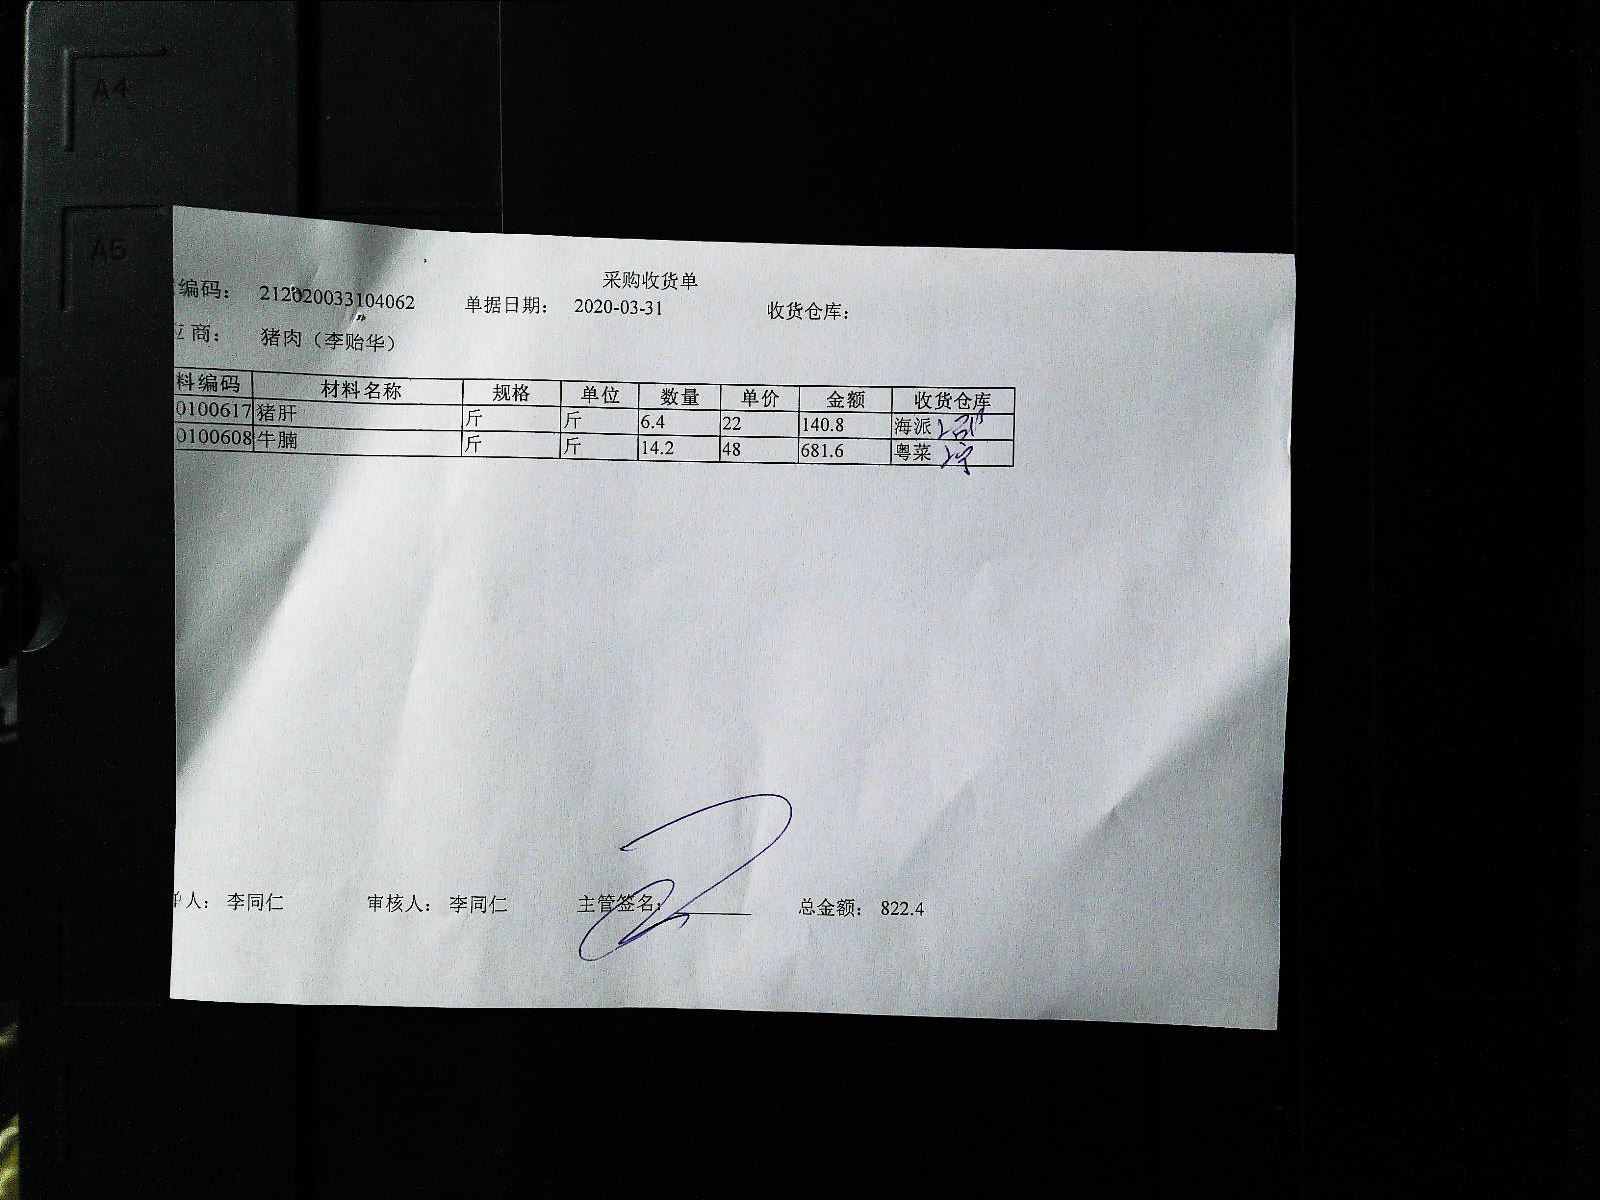 A4
A5
采购收货单
编码： 212020033104062 单据日期： 2020-03-31 收货仓库：
应 商： 猪肉（李贻华）
料编码 材料名称 规格 单位 数量 单价 金额 收货仓库
0100617 猪肝 斤 斤 6.4 22 140.8 海派
0100608 牛腩 斤 斤 14.2 48 681.6 粤菜
单人： 李同仁 审核人： 李同仁 主管签名： 总金额： 822.4